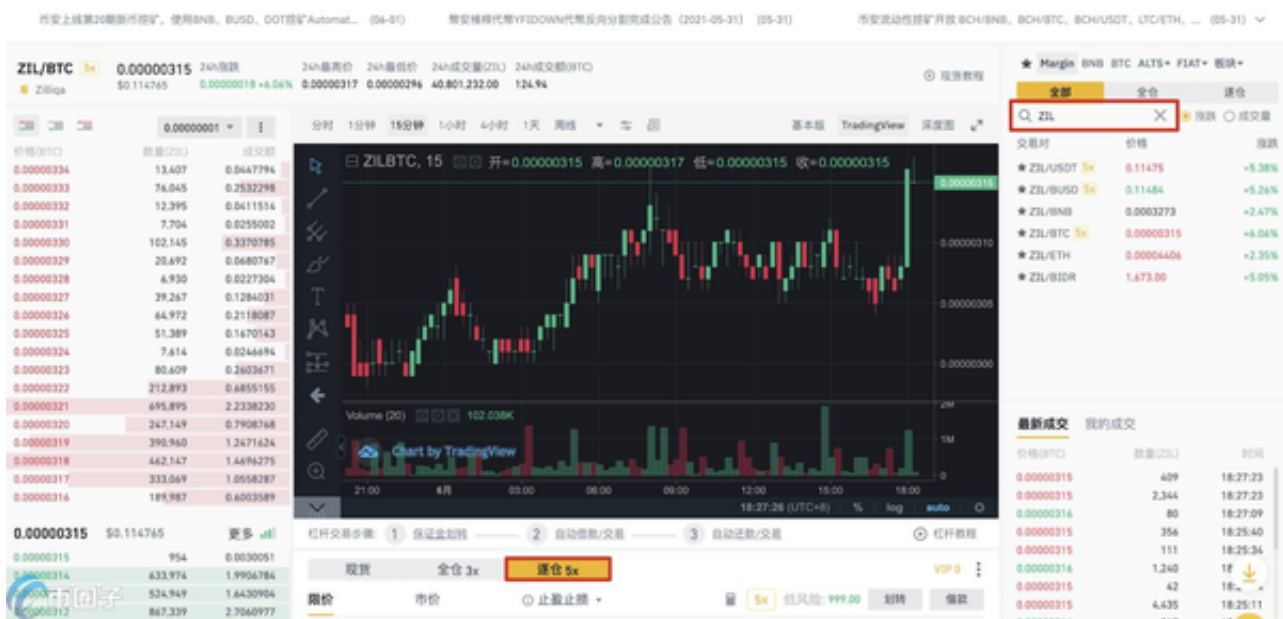 币安上线第20期新币挖矿，使用BNB、BUSD、DOT挖矿Automat... (06-01)
币安横桿代幣YFIDOWN代幣反向分割完成公告（2021-05-31） (05-31)
币安流动性挖矿开放 BCH/BNB、BCH/BTC、BCH/USDT、LTC/ETH、... (05-31)
ZIL/BTC 5x
Zilliqa
0.00000315
$0.114765
24h涨跌
0.00000018 +6.06%
24h最高价
0.00000317
24h最低价
0.00000296
24h成交量(ZIL)
40,801,232.00
24h成交额(BTC)
124.94
现货教程
0.00000001
价格(BTC) 数量(ZIL) 成交额
0.00000334 13,407 0.0447794
0.00000333 76,045 0.2532298
0.00000332 12,395 0.0411514
0.00000331 7,704 0.0255002
0.00000330 102,145 0.3370785
0.00000329 20,692 0.0680767
0.00000328 6,930 0.0227304
0.00000327 39,267 0.1284031
0.00000326 64,972 0.2118087
0.00000325 51,389 0.1670143
0.00000324 7,614 0.0246694
0.00000323 80,609 0.2603671
0.00000322 212,893 0.6855155
0.00000321 695,895 2.2338230
0.00000320 247,149 0.7908768
0.00000319 390,960 1.2471624
0.00000318 462,147 1.4696275
0.00000317 333,069 1.0558287
0.00000316 189,987 0.6003589
0.00000315 $0.114765 更多
0.00000315 954 0.0030051
0.00000314 633,974 1.9906784
524,949 1.6430904
0.00000312 867,339 2.7060977
币圈子
分时 1分钟 15分钟 1小时 4小时 1天 周线
基本版 TradingView 深度图
ZILBTC, 15 开=0.00000315 高=0.00000317 低=0.00000315 收=0.00000315
0.00000315
0.00000310
0.00000305
0.00000300
Volume (20) 102.038K
2M
1M
0
Chart by TradingView
21:00 6月 03:00 06:00 09:00 12:00 15:00 18:00
18:27:26 (UTC+8) % log auto
杠杆交易步骤: 1 保证金划转 2 自动借款/交易 3 自动还款/交易 杠杆教程
现货 全仓 3x 逐仓 5x VIP 0
限价 市价 止盈止损 5x 低风险: 999.00 划转 借款
Margin BNB BTC ALTS FIAT 板块
全部 全仓 逐仓
ZIL
涨跌 成交量
交易对 价格 涨跌
ZIL/USDT 5x 0.11475 +5.38%
ZIL/BUSD 5x 0.11484 +5.26%
ZIL/BNB 0.0003273 +2.47%
ZIL/BTC 5x 0.00000315 +6.06%
ZIL/ETH 0.00004406 +2.35%
ZIL/BIDR 1,673.00 +5.05%
最新成交 我的成交
价格(BTC) 数量(ZIL) 时间
0.00000315 409 18:27:23
0.00000315 2,344 18:27:23
0.00000316 80 18:27:09
0.00000315 356 18:25:40
0.00000315 111 18:25:34
0.00000316 1,240
0.00000315 42
0.00000315 4,435 18:25:11